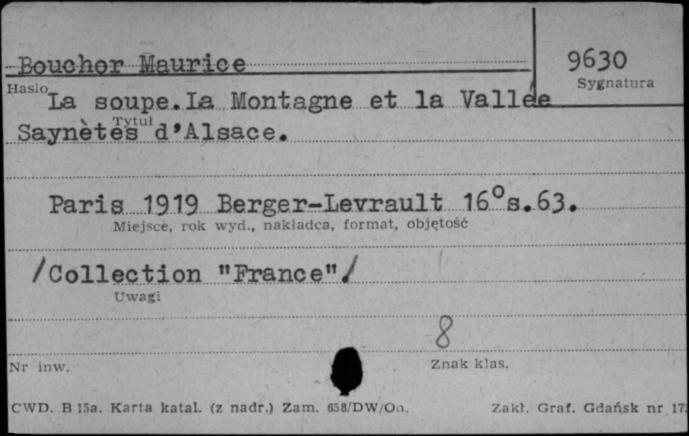 Bouchor Maurice
9630
Hasło
Sygnatura
La soupe. La Montagne et la Vallée
Tytuł
Saynètes d'Alsace.
Paris 1919 Berger-Levrault 16°s.63.
Miejsce, rok wyd., nakładca, format, objętość
/Collection "France"./
Uwagi
8
Nr inw.
Znak klas.
CWD. B 15a. Karta katal. (z nadr.) Zam. 658/DW/On.
Zakł. Graf. Gdańsk nr 17